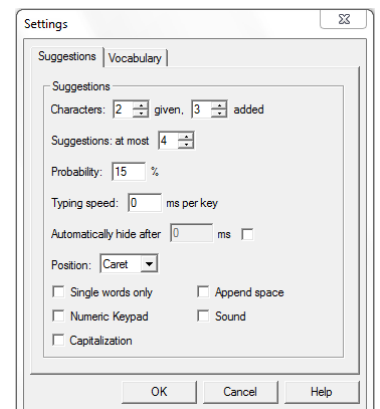 Settings
Suggestions Vocabulary
Suggestions
Characters: 2 given, 3 added
Suggestions: at most 4
Probability: 15 %
Typing speed: 0 ms per key
Automatically hide after 0 ms
Position: Caret
Single words only Append space
Numeric Keypad Sound
Capitalization
OK Cancel Help